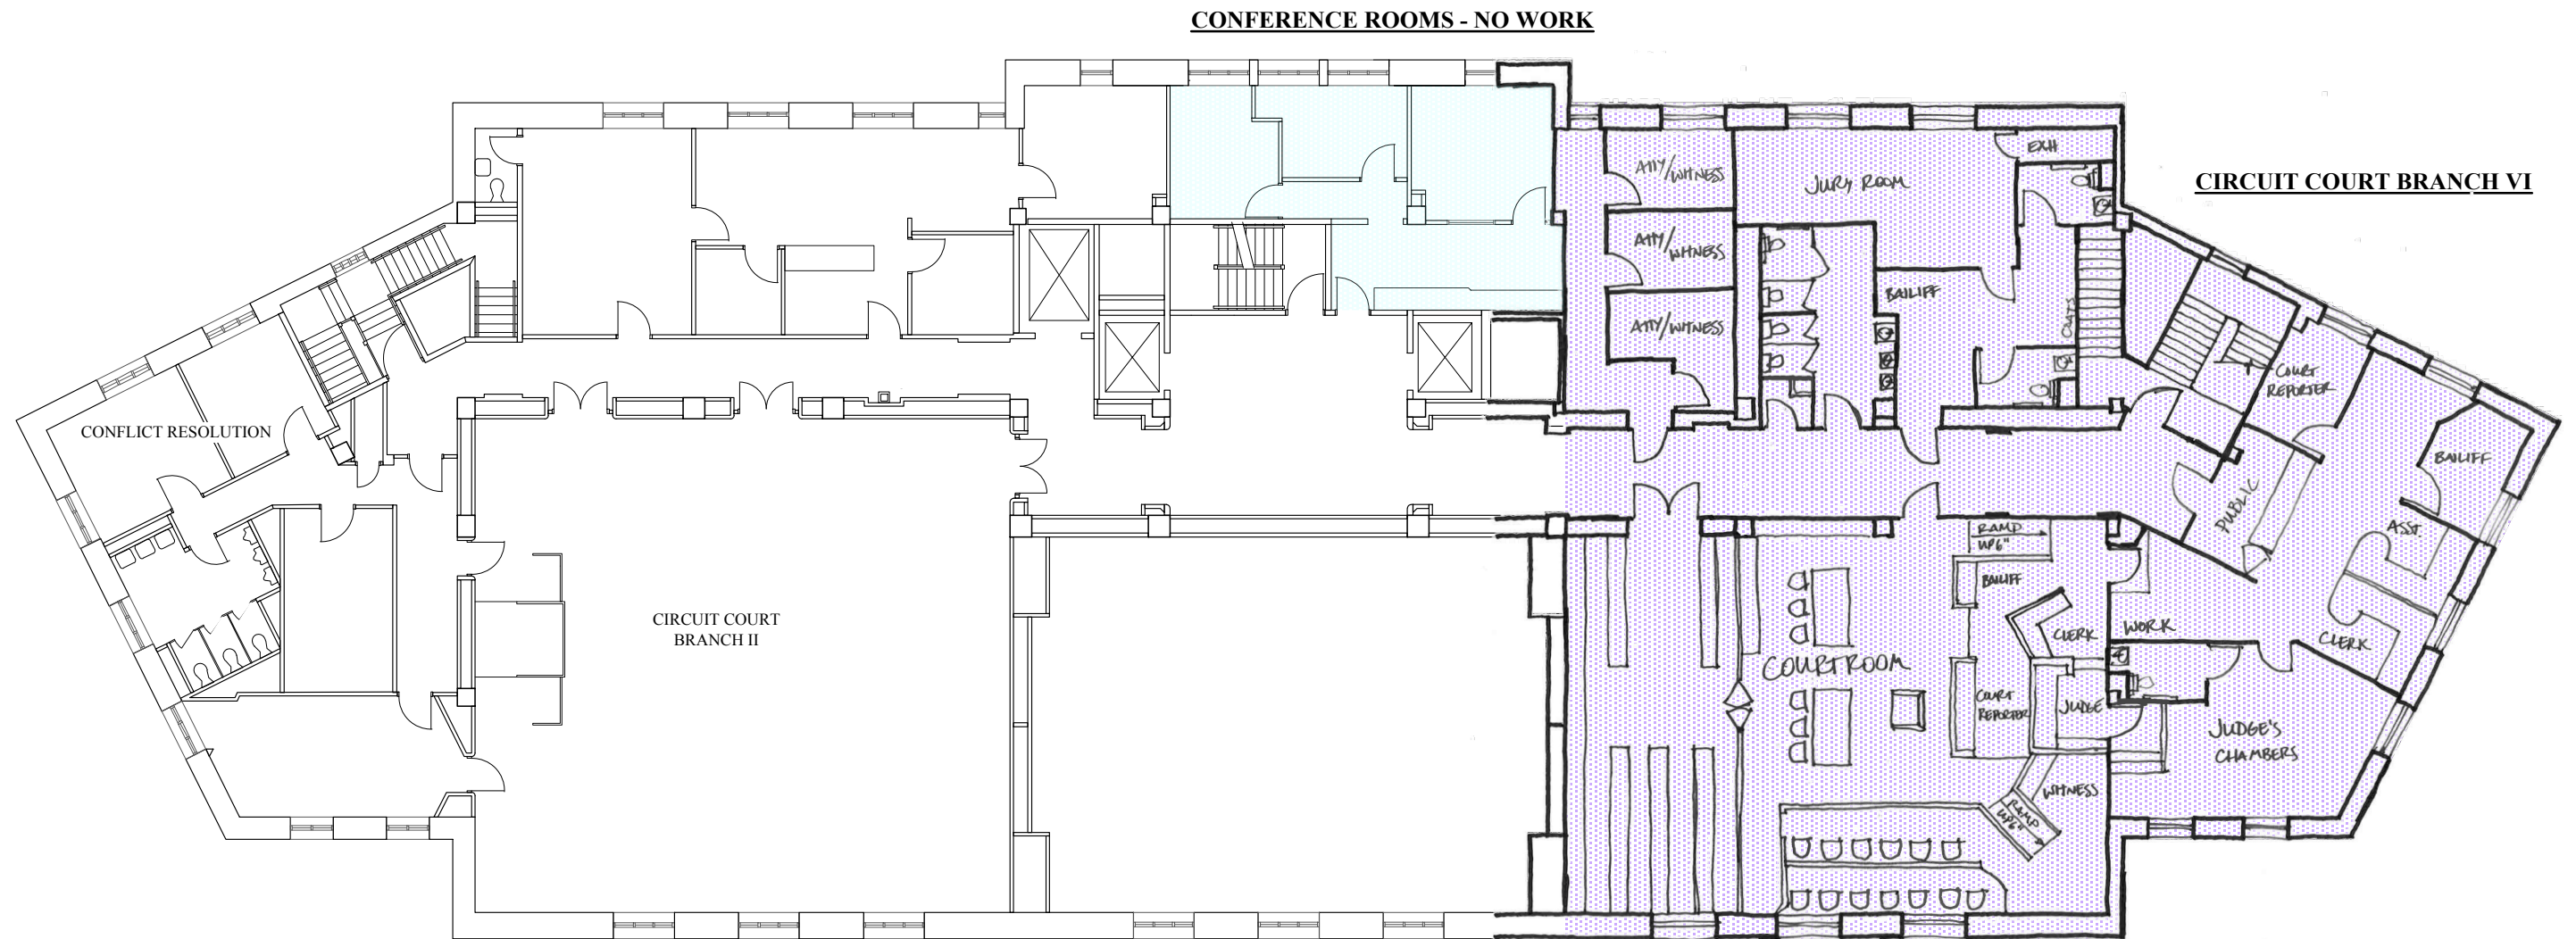 CONFERENCE ROOMS - NO WORK
CIRCUIT COURT BRANCH VI
CONFLICT RESOLUTION
CIRCUIT COURT
BRANCH II
ATTY/
WITNESS
ATTY/
WITNESS
ATTY/WITNESS
JURY ROOM
EXH
BAILIFF
COATS
COURT
REPORTER
BAILIFF
PUBLIC
ASST.
CLERK
WORK
RAMP
UP6"
BAILIFF
CLERK
COURTROOM
COURT
REPORTER
JUDGE
JUDGE'S
CHAMBERS
WITNESS
RAMP
UP6"